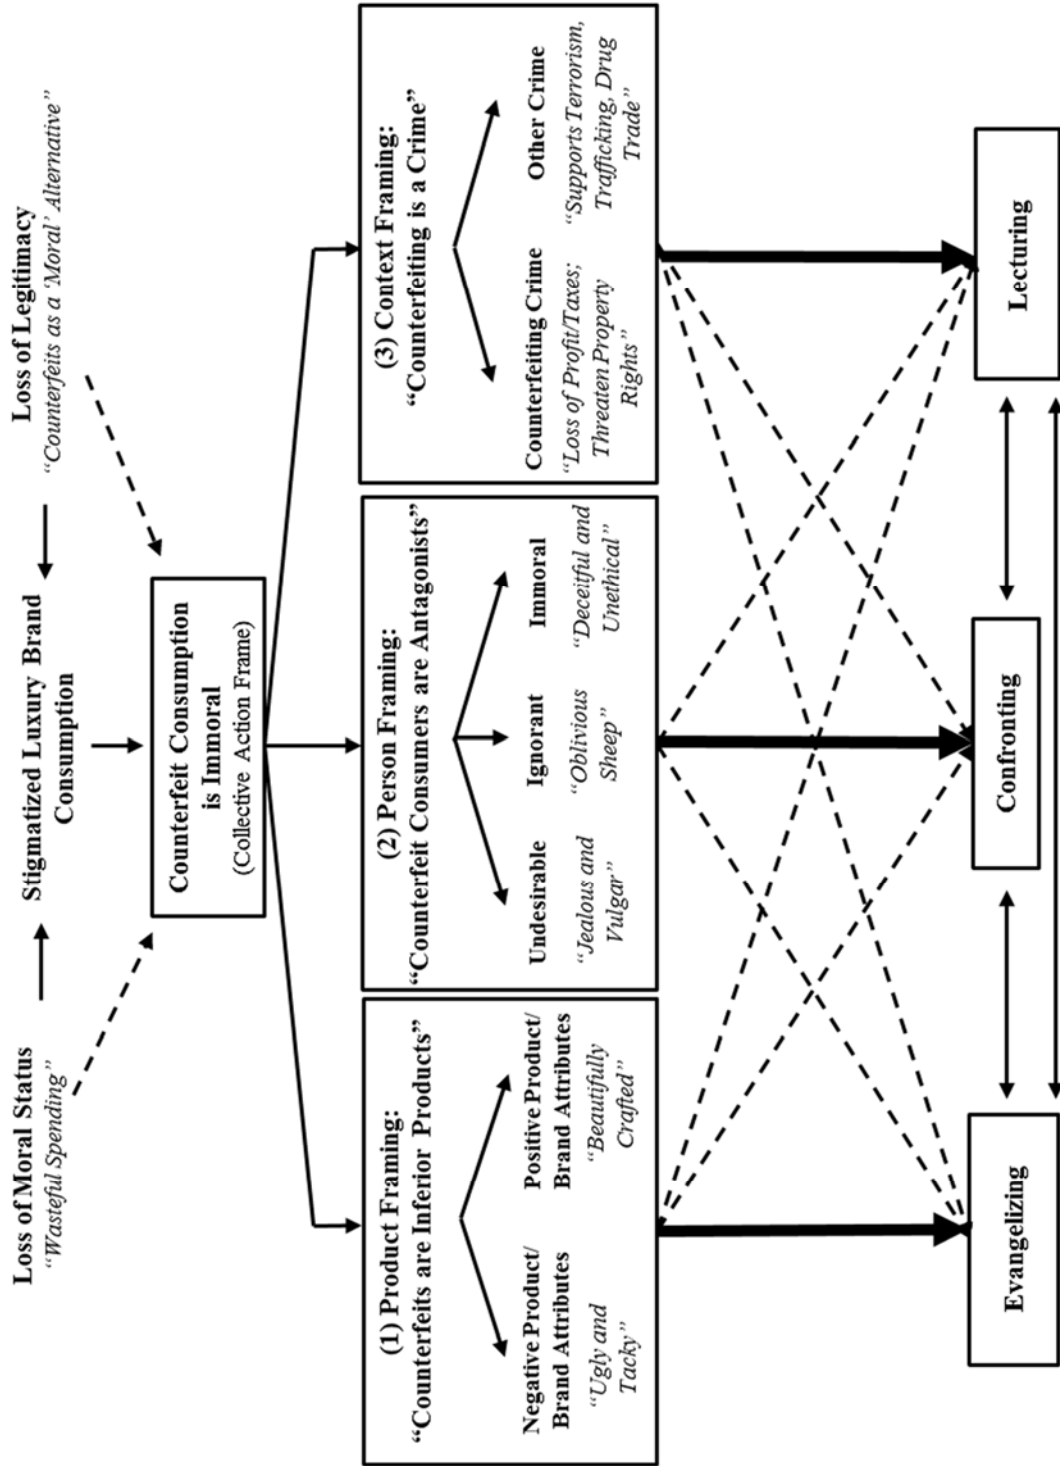 Loss of Moral Status
“Wasteful Spending”
Stigmatized Luxury Brand
Consumption
Loss of Legitimacy
“Counterfeits as a ‘Moral’ Alternative”
Counterfeit Consumption
is Immoral
(Collective Action Frame)
(1) Product Framing:
“Counterfeits are Inferior Products”
Negative Product/
Brand Attributes
“Ugly and
Tacky”
Positive Product/
Brand Attributes
“Beautifully
Crafted”
(2) Person Framing:
“Counterfeit Consumers are Antagonists”
Undesirable
“Jealous and
Vulgar”
Ignorant
“Oblivious
Sheep”
Immoral
“Deceitful and
Unethical”
(3) Context Framing:
“Counterfeiting is a Crime”
Counterfeiting Crime
“Loss of Profit/Taxes;
Threaten Property
Rights”
Other Crime
“Supports Terrorism,
Trafficking, Drug
Trade”
Evangelizing
Confronting
Lecturing